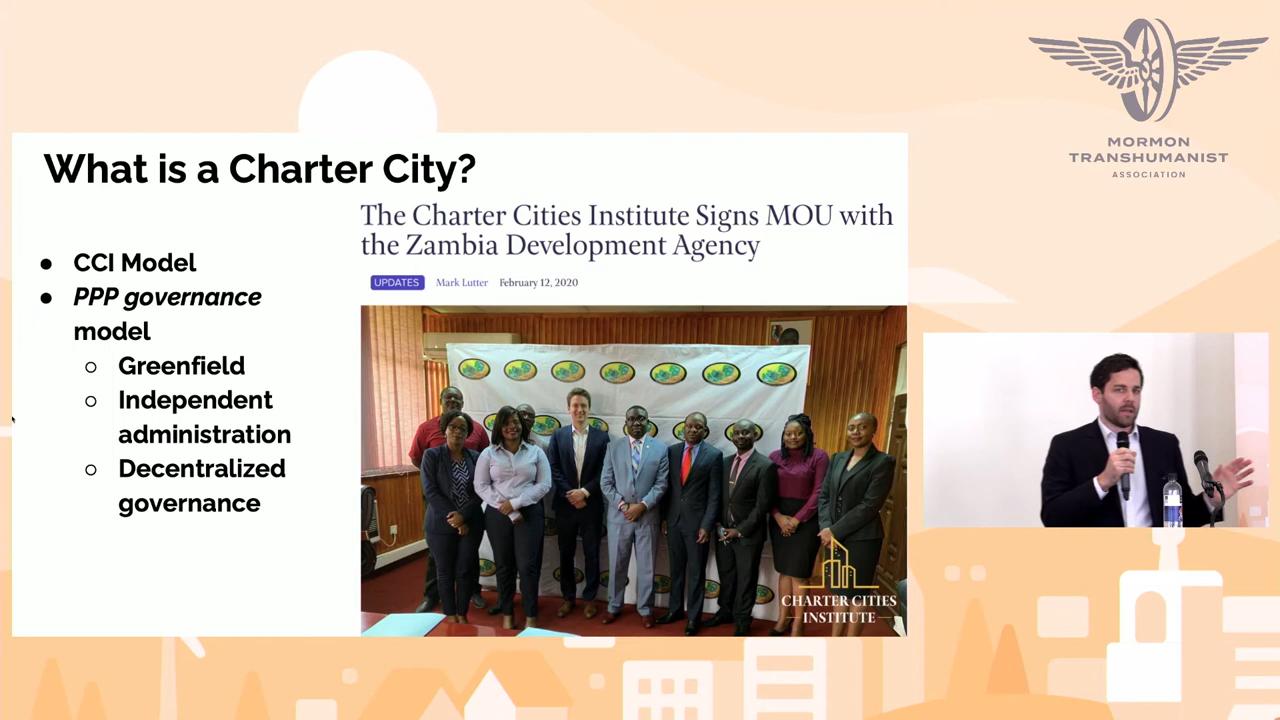 MORMON
TRANSHUMANIST
ASSOCIATION
What is a Charter City?
The Charter Cities Institute Signs MOU with
the Zambia Development Agency
UPDATES Mark Lutter February 12, 2020
● CCI Model
● PPP governance
model
○ Greenfield
○ Independent
administration
○ Decentralized
governance
CHARTER CITIES
INSTITUTE